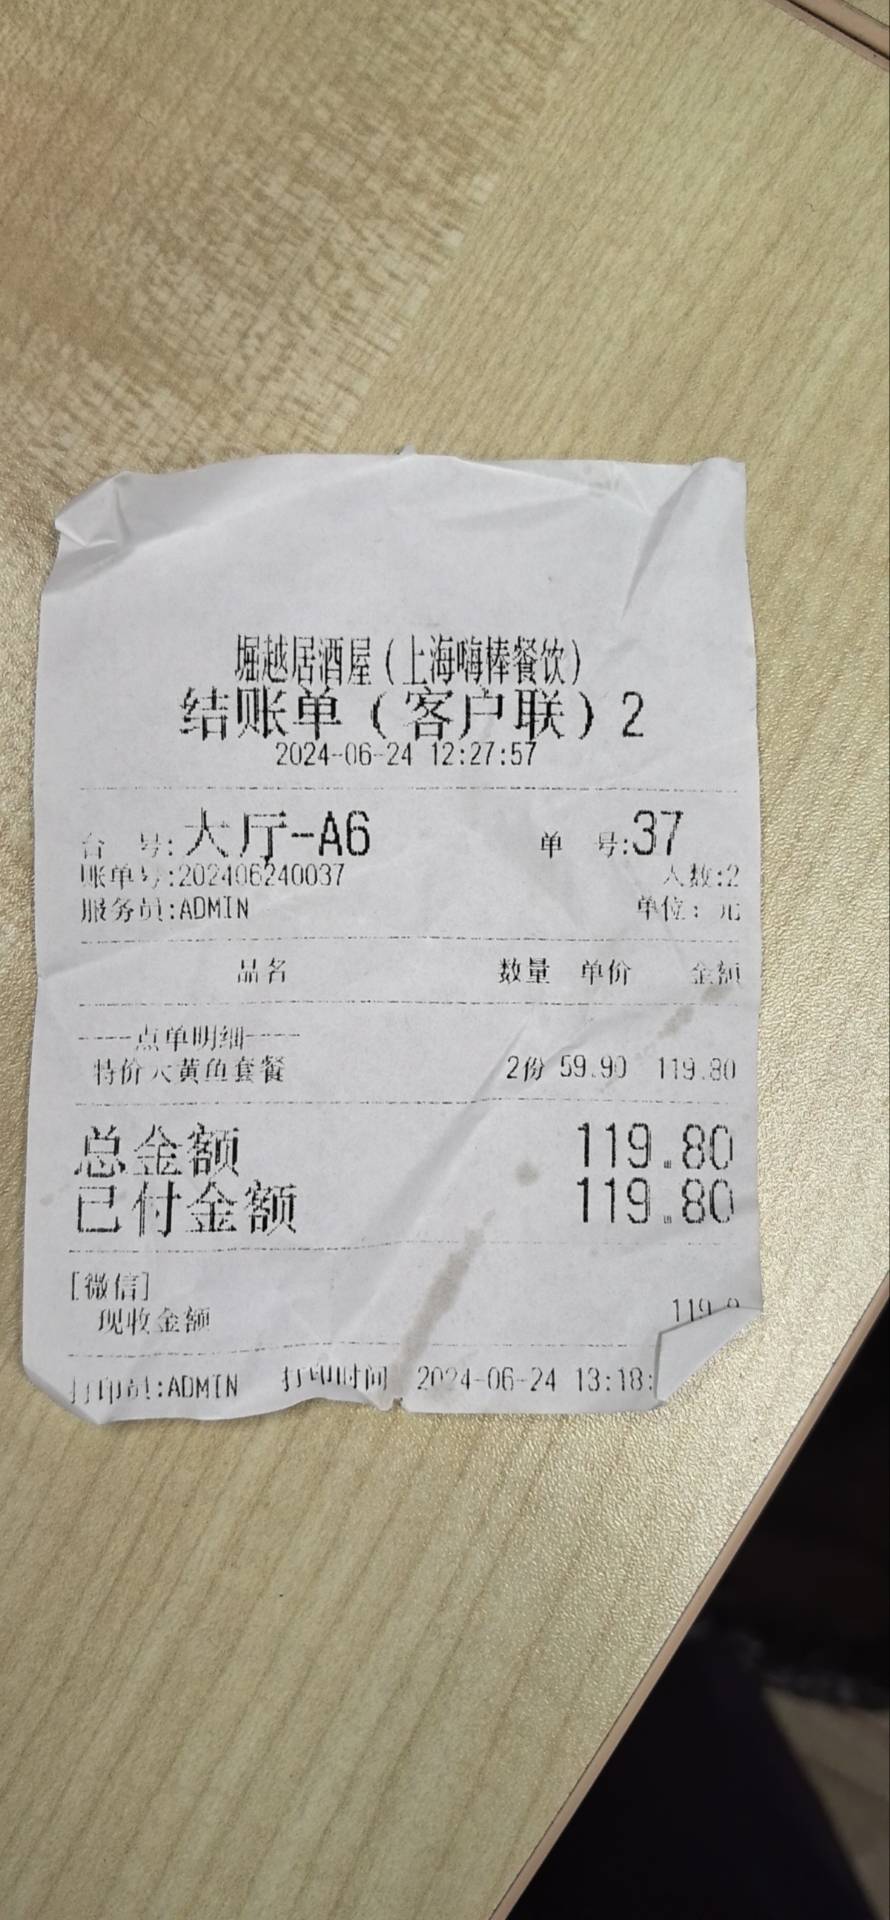 堀越居酒屋(上海嗨棒餐饮)
结账单(客户联)2
2024-06-24 12:27:57
台 号:大厅-A6 单 号:37
账单号:202406240037 人数:2
服务员:ADMIN 单位: 元
品名 数量 单价 金额
----点单明细----
特价大黄鱼套餐 2份 59.90 119.80
总金额 119.80
已付金额 119.80
[微信]
现收金额 119.
打印员:ADMIN 打印时间 2024-06-24 13:18: